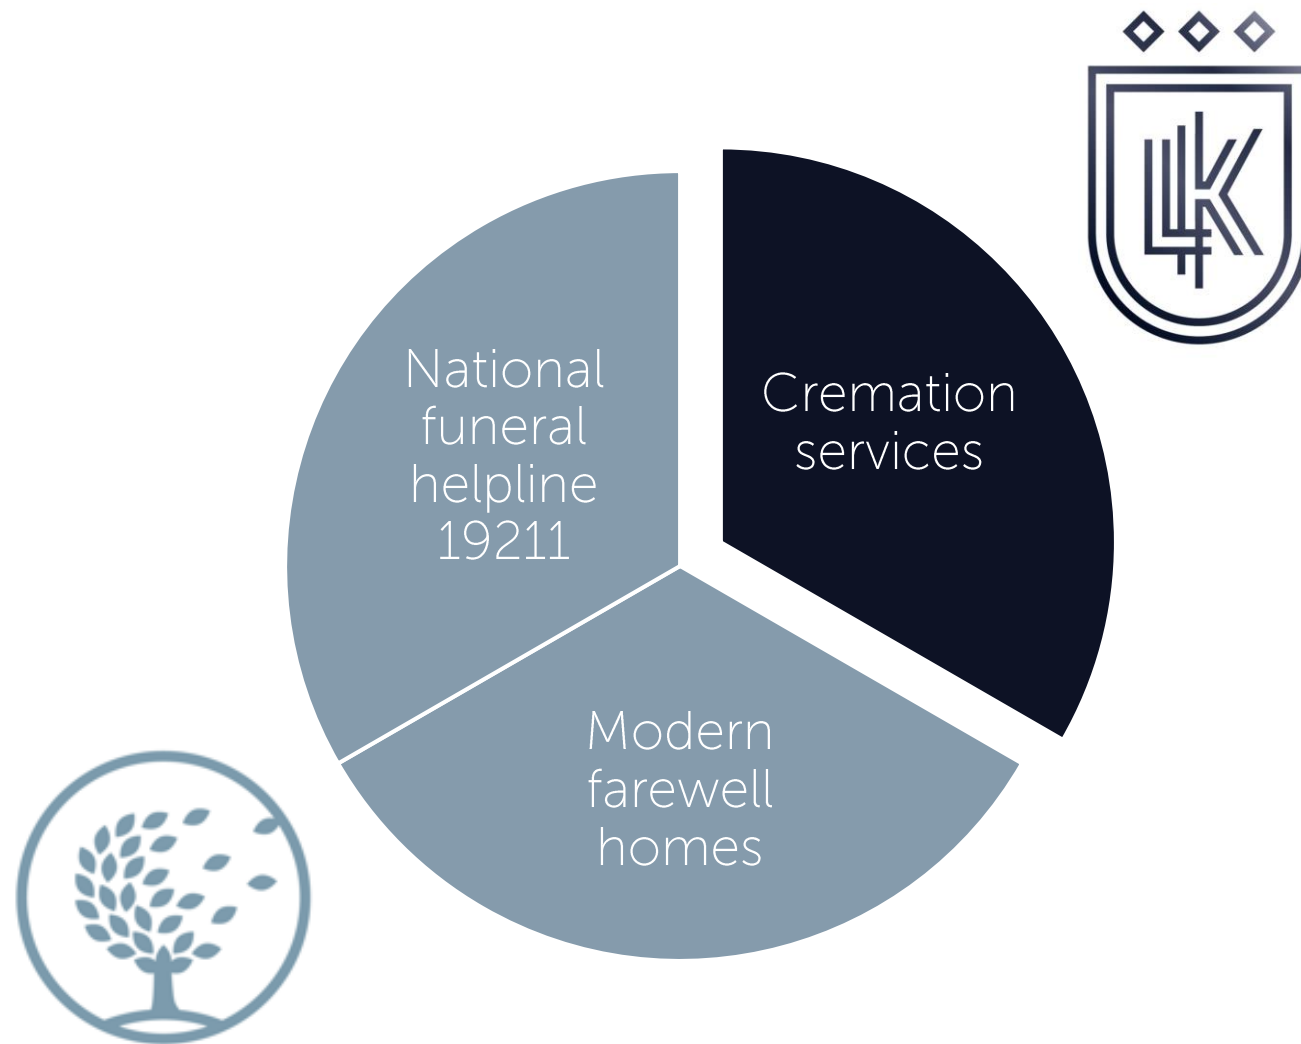 National
funeral
helpline
19211
Cremation
services
Modern
farewell
homes